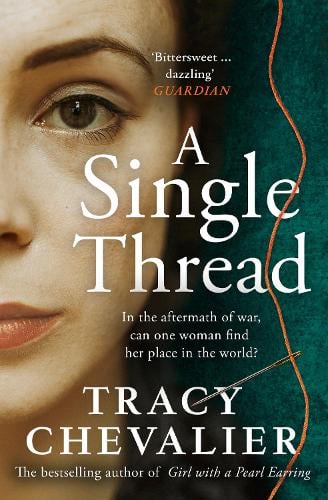 ‘Bittersweet ...
dazzling’
GUARDIAN
A
Single
Thread
In the aftermath of war,
can one woman find
her place in the world?
TRACY
CHEVALIER
The bestselling author of Girl with a Pearl Earring